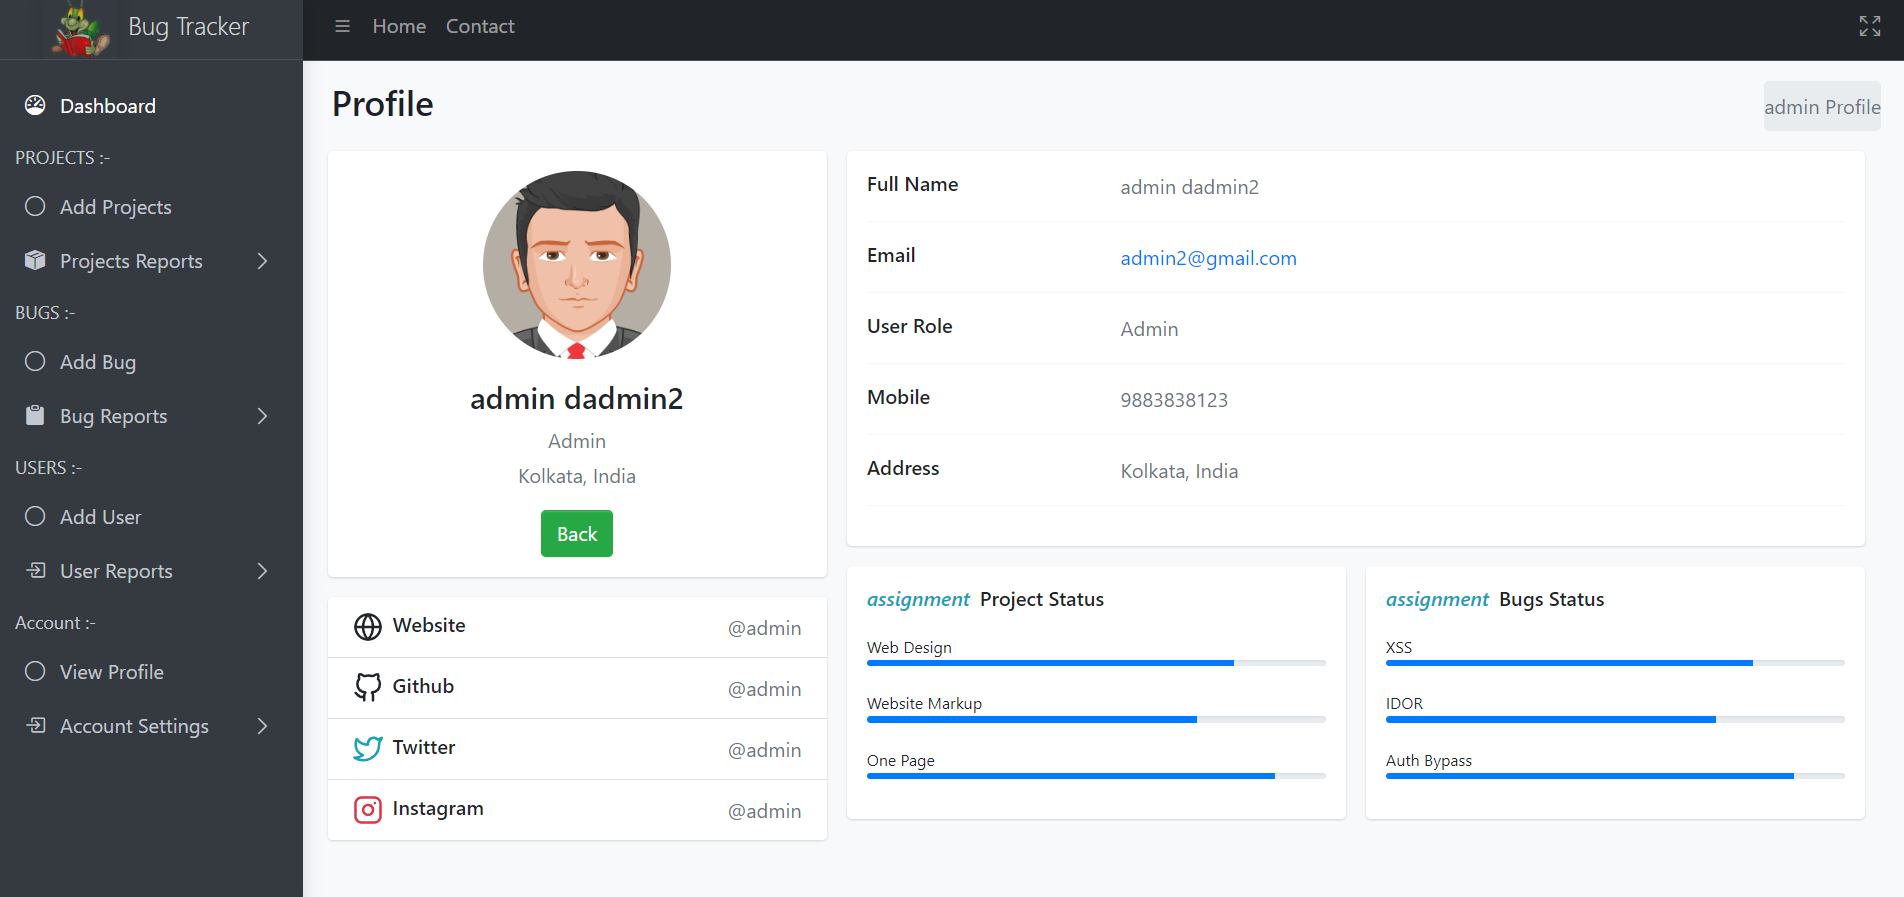 Bug Tracker
Home
Contact
Dashboard
PROJECTS :-
Add Projects
Projects Reports
BUGS :-
Add Bug
Bug Reports
USERS :-
Add User
User Reports
Account :-
View Profile
Account Settings
Profile
admin Profile
admin dadmin2
Admin
Kolkata, India
Back
Website @admin
Github @admin
Twitter @admin
Instagram @admin
Full Name admin dadmin2
Email admin2@gmail.com
User Role Admin
Mobile 9883838123
Address Kolkata, India
assignment Project Status
Web Design
Website Markup
One Page
assignment Bugs Status
XSS
IDOR
Auth Bypass